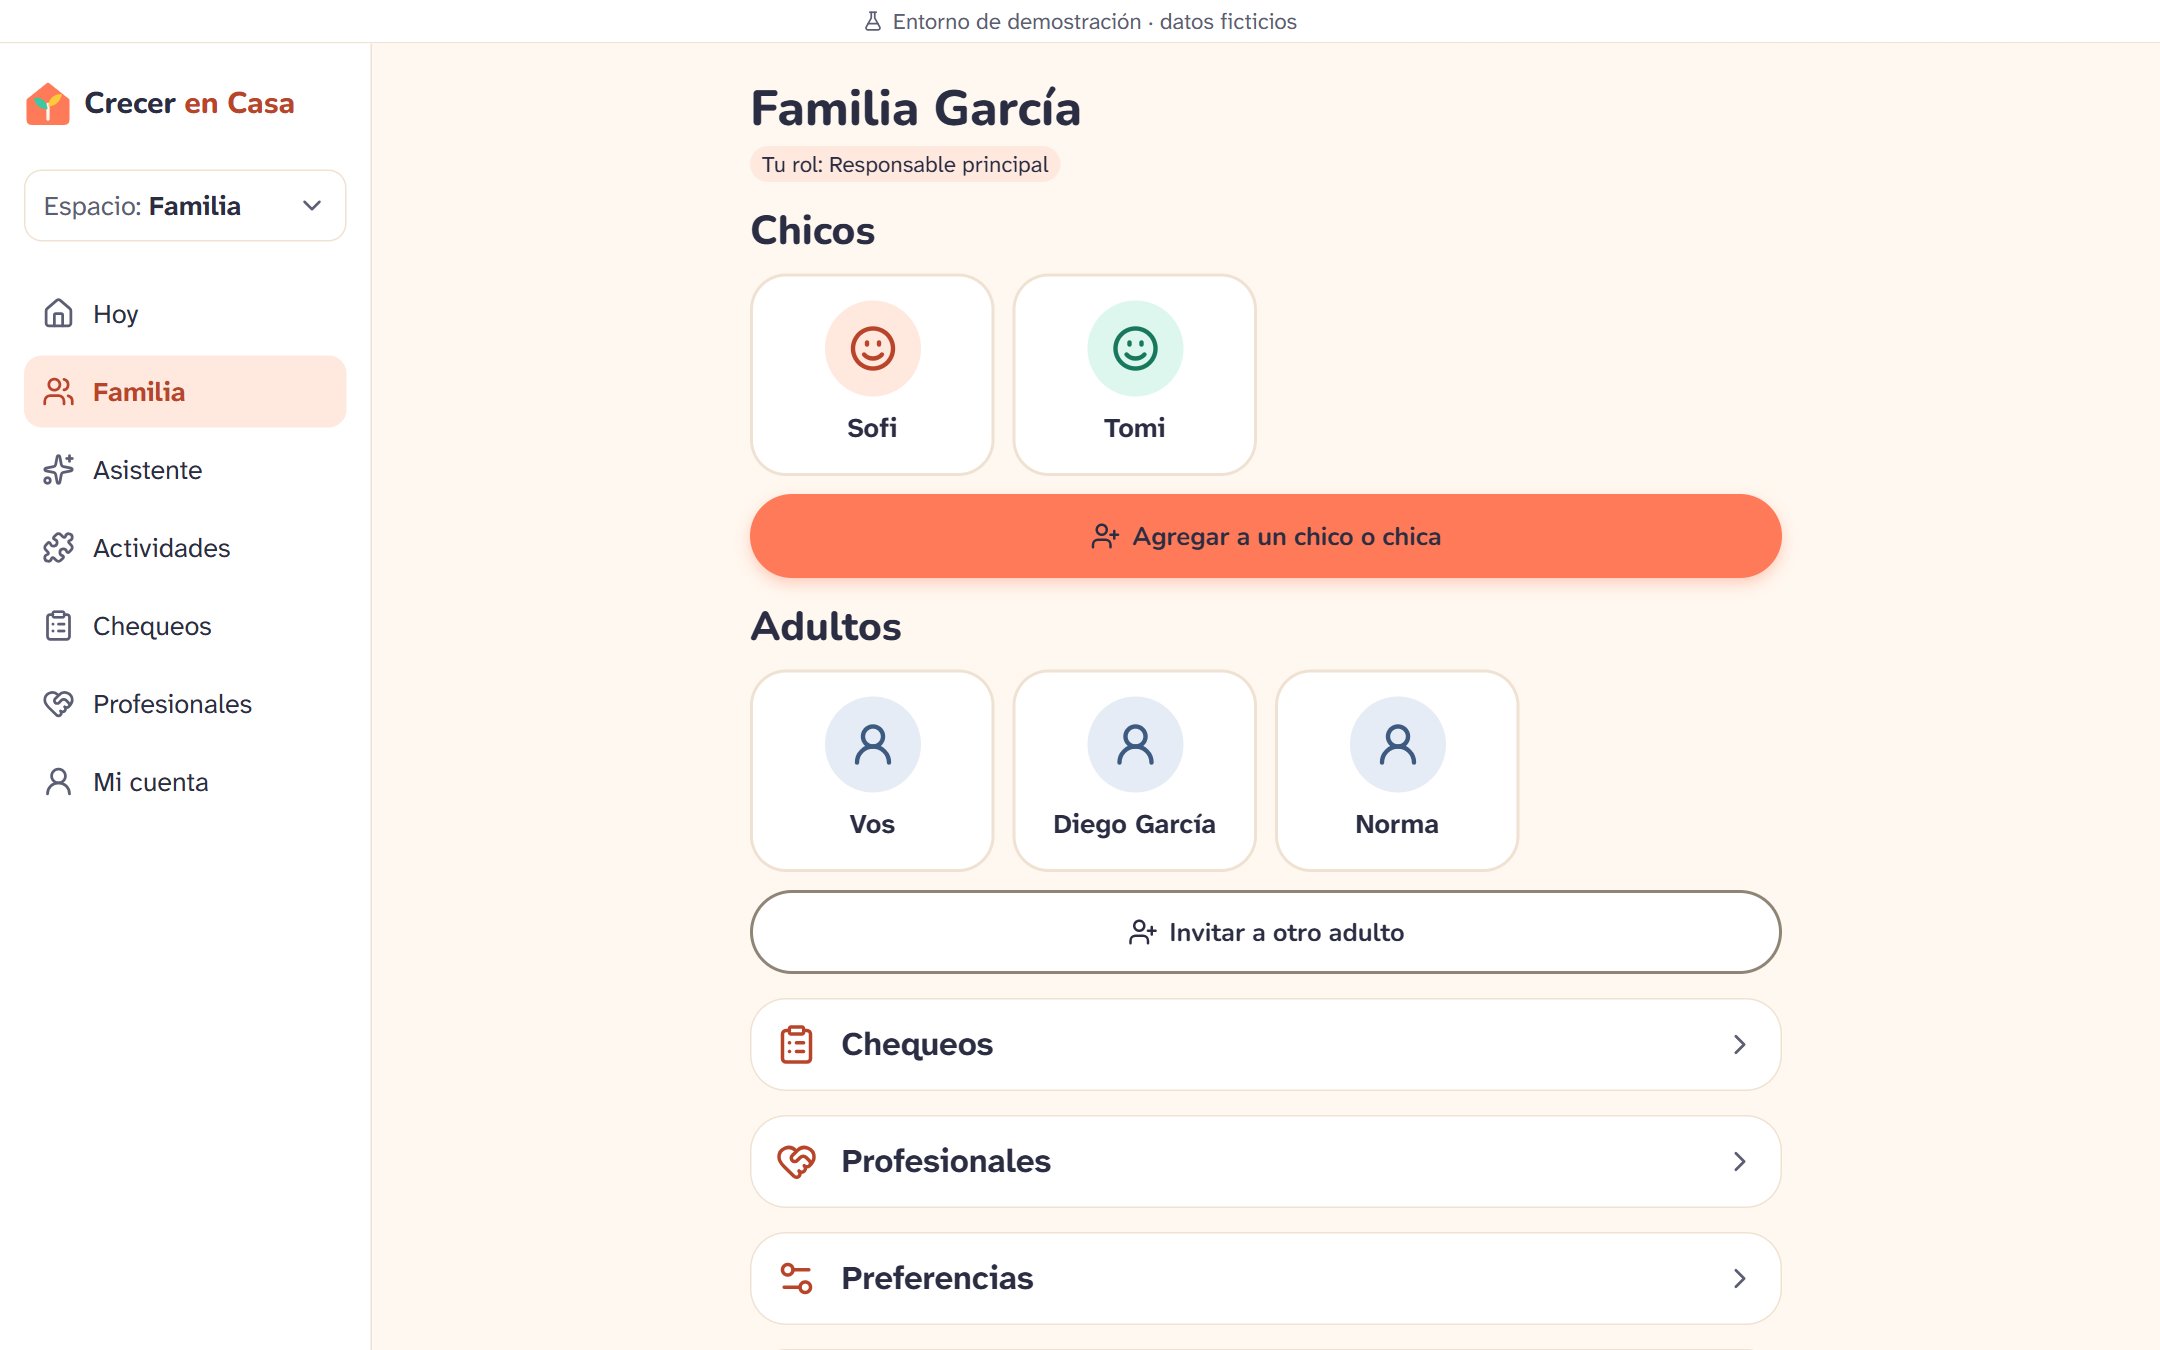 Entorno de demostración · datos ficticios
Crecer en Casa
Espacio: Familia
Hoy
Familia
Asistente
Actividades
Chequeos
Profesionales
Mi cuenta
Familia García
Tu rol: Responsable principal
Chicos
Sofi
Tomi
Agregar a un chico o chica
Adultos
Vos
Diego García
Norma
Invitar a otro adulto
Chequeos
Profesionales
Preferencias